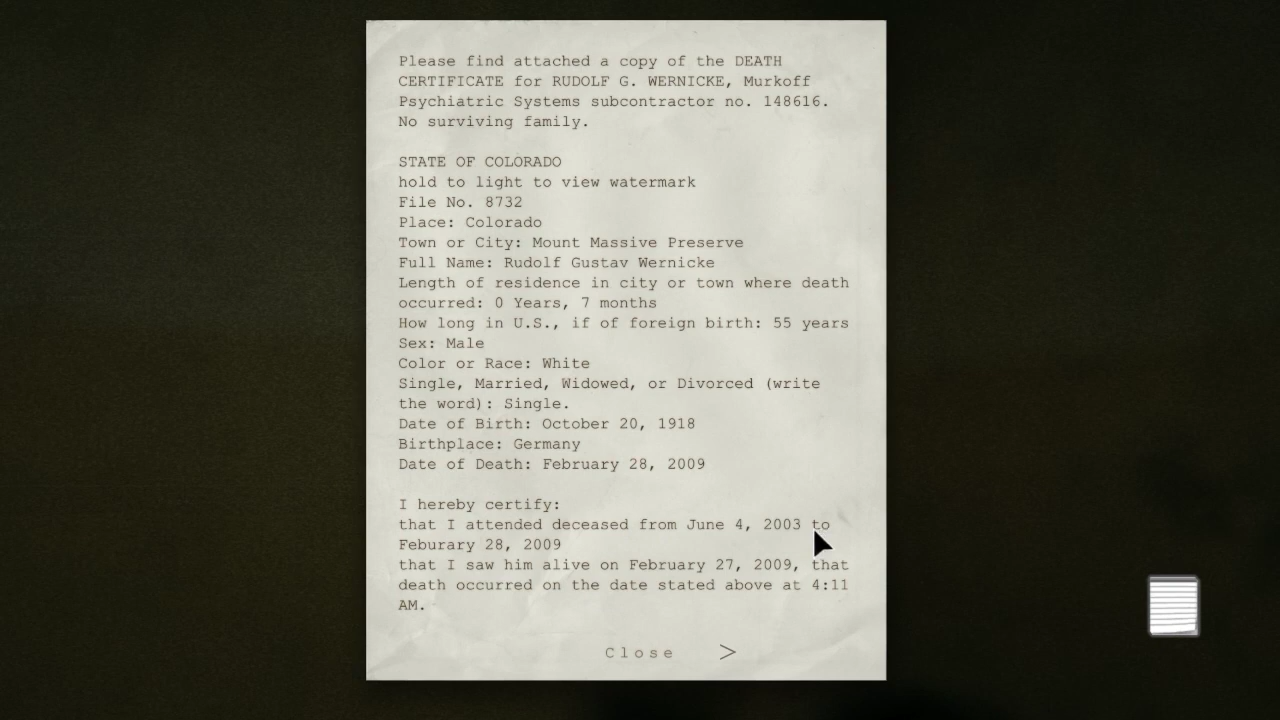 Please find attached a copy of the DEATH
CERTIFICATE for RUDOLF G. WERNICKE, Murkoff
Psychiatric Systems subcontractor no. 148616.
No surviving family.
STATE OF COLORADO
hold to light to view watermark
File No. 8732
Place: Colorado
Town or City: Mount Massive Preserve
Full Name: Rudolf Gustav Wernicke
Length of residence in city or town where death
occurred: 0 Years, 7 months
How long in U.S., if of foreign birth: 55 years
Sex: Male
Color or Race: White
Single, Married, Widowed, or Divorced (write
the word): Single.
Date of Birth: October 20, 1918
Birthplace: Germany
Date of Death: February 28, 2009
I hereby certify:
that I attended deceased from June 4, 2003 to
Feburary 28, 2009
that I saw him alive on February 27, 2009, that
death occurred on the date stated above at 4:11
AM.
Close >